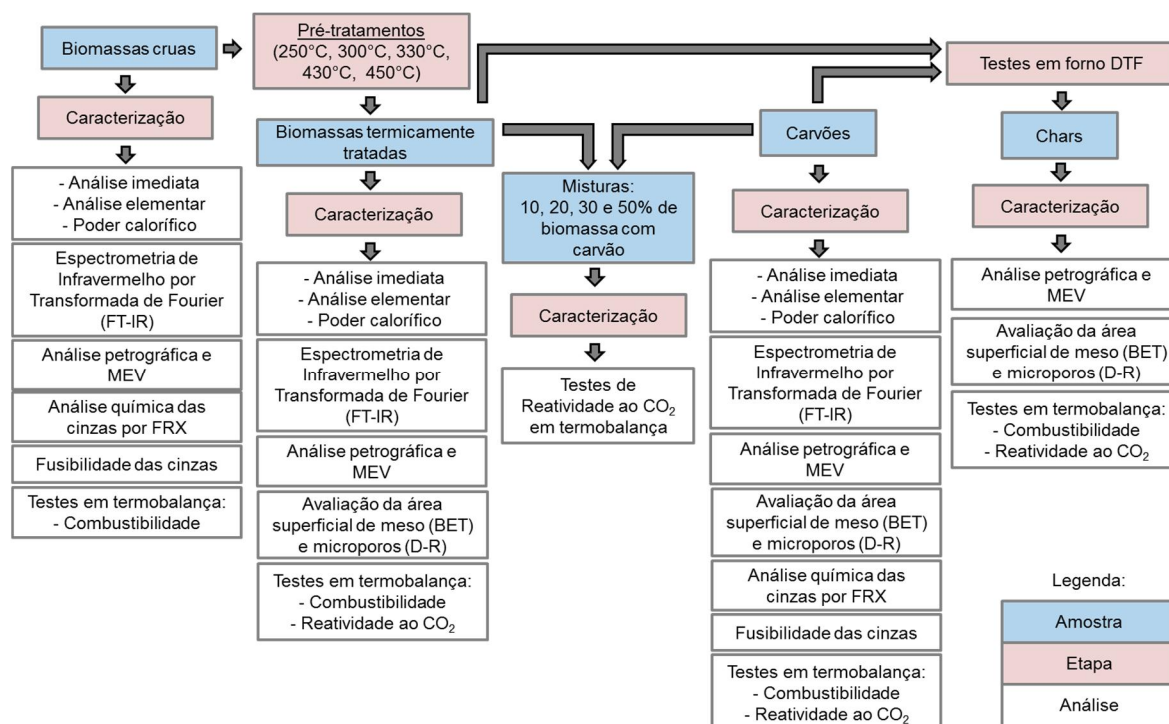 Biomassas cruas
Caracterização
- Análise imediata
- Análise elementar
- Poder calorífico
Espectrometria de
Infravermelho por
Transformada de Fourier
(FT-IR)
Análise petrográfica e
MEV
Análise química das
cinzas por FRX
Fusibilidade das cinzas
Testes em termobalança:
- Combustibilidade
Pré-tratamentos
(250°C, 300°C, 330°C,
430°C, 450°C)
Biomassas termicamente
tratadas
Caracterização
- Análise imediata
- Análise elementar
- Poder calorífico
Espectrometria de
Infravermelho por
Transformada de Fourier
(FT-IR)
Análise petrográfica e
MEV
Avaliação da área
superficial de meso (BET)
e microporos (D-R)
Testes em termobalança:
- Combustibilidade
- Reatividade ao CO₂
Misturas:
10, 20, 30 e 50% de
biomassa com
carvão
Caracterização
Testes de
Reatividade ao CO₂
em termobalança
Carvões
Caracterização
- Análise imediata
- Análise elementar
- Poder calorífico
Espectrometria de
Infravermelho por
Transformada de Fourier
(FT-IR)
Análise petrográfica e
MEV
Avaliação da área
superficial de meso (BET)
e microporos (D-R)
Análise química das
cinzas por FRX
Fusibilidade das cinzas
Testes em termobalança:
- Combustibilidade
- Reatividade ao CO₂
Testes em forno DTF
Chars
Caracterização
Análise petrográfica e
MEV
Avaliação da área
superficial de meso (BET)
e microporos (D-R)
Testes em termobalança:
- Combustibilidade
- Reatividade ao CO₂
Legenda:
Amostra
Etapa
Análise